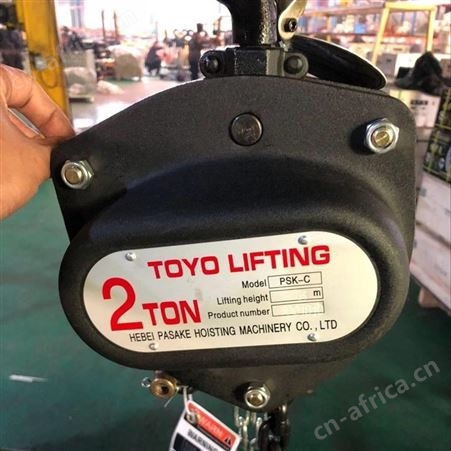 TOYO LIFTING
2 TON
Model PSK-C
Lifting height m
Product number
HEBEI PASAKE HOISTING MACHINERY CO.,LTD
WARN
WARNING
cn-africa.cn